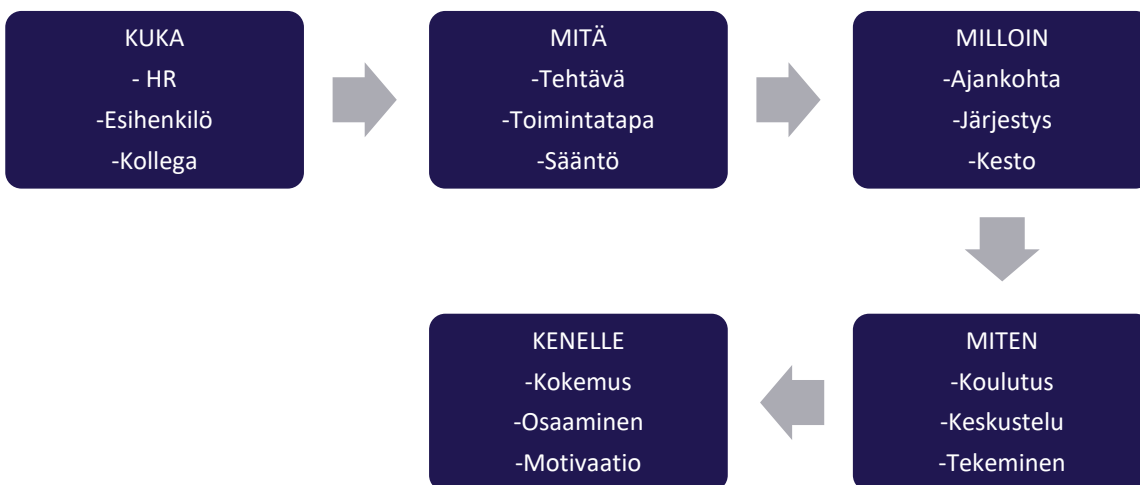 KUKA
- HR
-Esihenkilö
-Kollega
MITÄ
-Tehtävä
-Toimintatapa
-Sääntö
MILLOIN
-Ajankohta
-Järjestys
-Kesto
MITEN
-Koulutus
-Keskustelu
-Tekeminen
KENELLE
-Kokemus
-Osaaminen
-Motivaatio